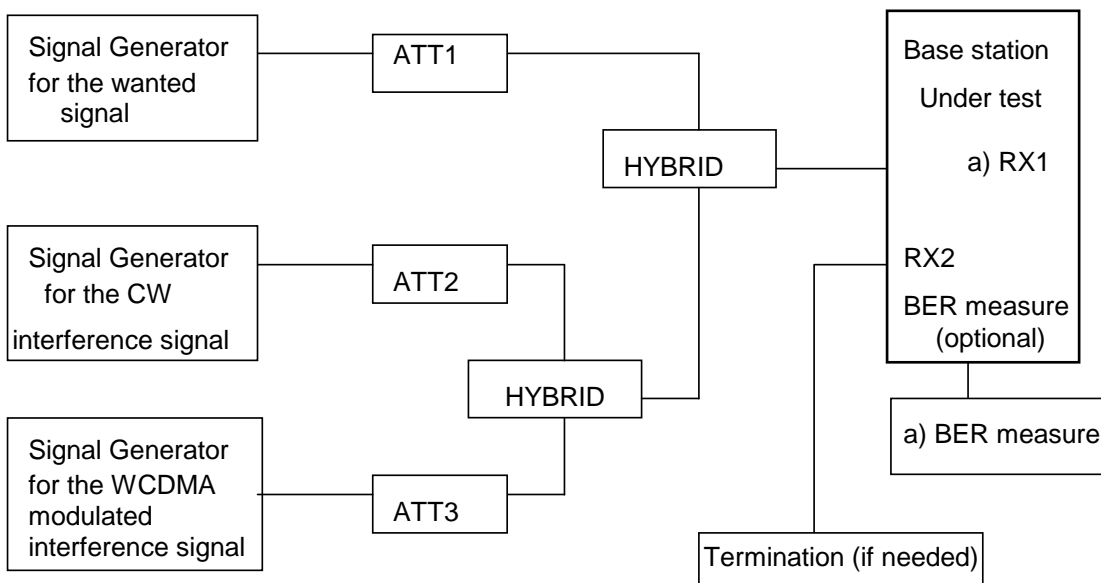 Signal Generator
for the wanted
signal
ATT1
HYBRID
Base station
Under test
a) RX1
RX2
BER measure
(optional)
Signal Generator
for the CW
interference signal
ATT2
HYBRID
a) BER measure
Signal Generator
for the WCDMA
modulated
interference signal
ATT3
Termination (if needed)